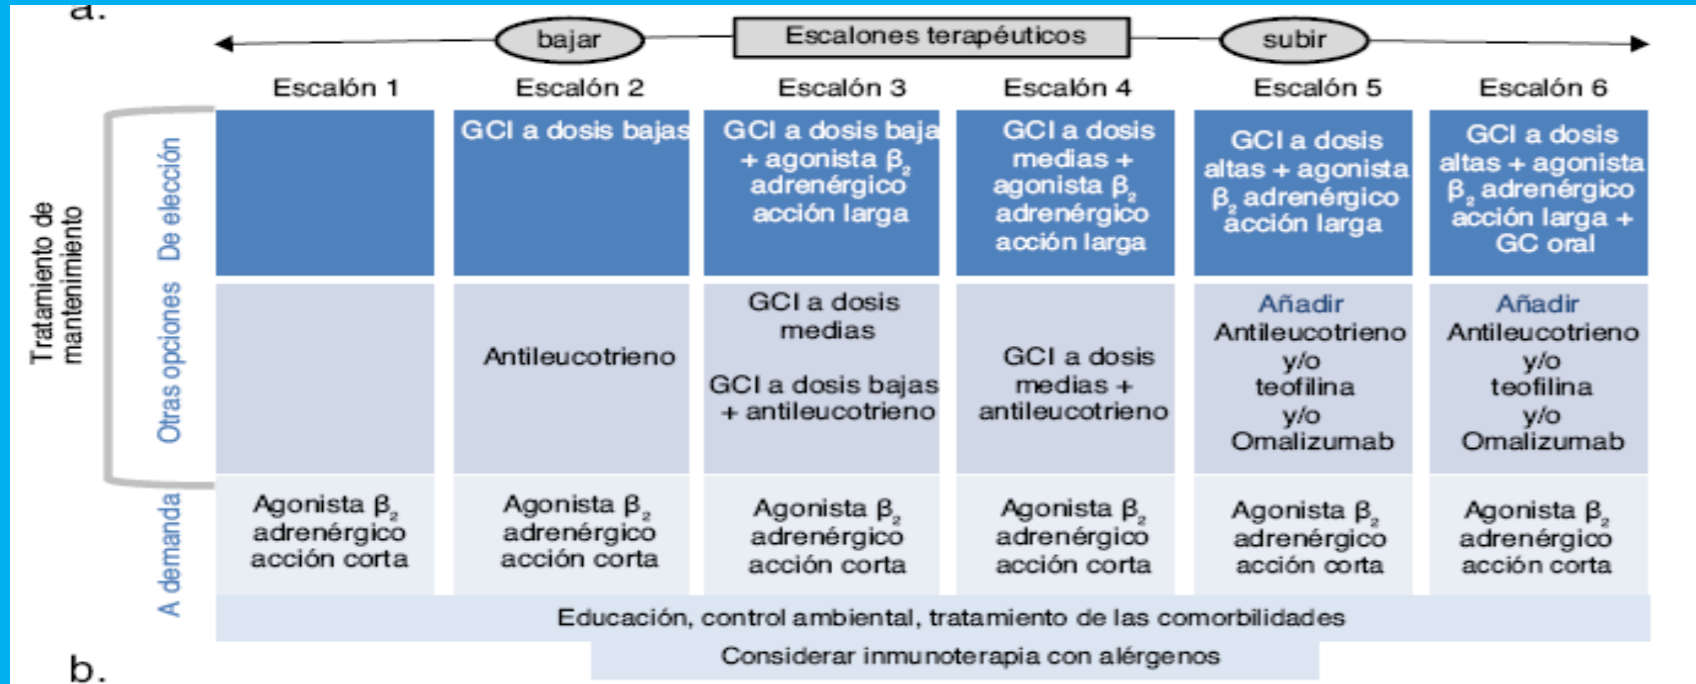 a.
bajar
Escalones terapéuticos
subir
Escalón 1
Escalón 2
Escalón 3
Escalón 4
Escalón 5
Escalón 6
Tratamiento de
mantenimiento
De elección
GCI a dosis bajas
GCI a dosis baja
+ agonista β₂
adrenérgico
acción larga
GCI a dosis
medias +
agonista β₂
adrenérgico
acción larga
GCI a dosis
altas + agonista
β₂ adrenérgico
acción larga
GCI a dosis
altas + agonista
β₂ adrenérgico
acción larga +
GC oral
Otras opciones
Antileucotrieno
GCI a dosis
medias
GCI a dosis bajas
+ antileucotrieno
GCI a dosis
medias +
antileucotrieno
Añadir
Antileucotrieno
y/o
teofilina
y/o
Omalizumab
Añadir
Antileucotrieno
y/o
teofilina
y/o
Omalizumab
A demanda
Agonista β₂
adrenérgico
acción corta
Agonista β₂
adrenérgico
acción corta
Agonista β₂
adrenérgico
acción corta
Agonista β₂
adrenérgico
acción corta
Agonista β₂
adrenérgico
acción corta
Agonista β₂
adrenérgico
acción corta
Educación, control ambiental, tratamiento de las comorbilidades
Considerar inmunoterapia con alérgenos
b.